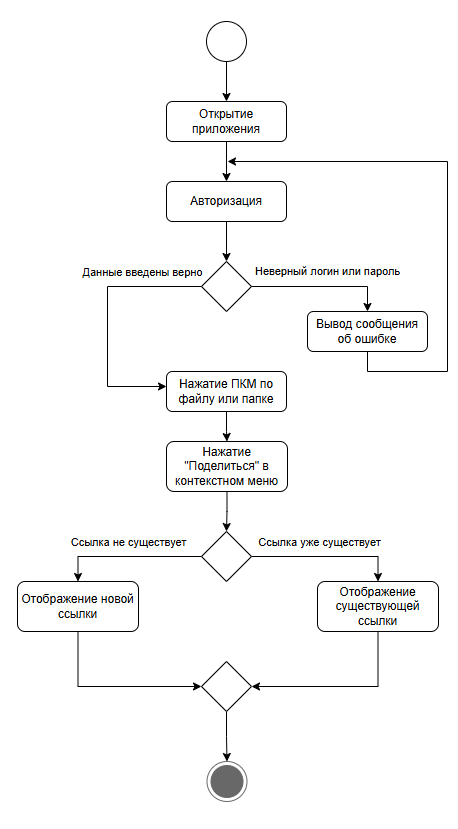 Открытие
приложения
Авторизация
Данные введены верно
Неверный логин или пароль
Вывод сообщения
об ошибке
Нажатие ПКМ по
файлу или папке
Нажатие
"Поделиться" в
контекстном меню
Ссылка не существует
Ссылка уже существует
Отображение новой
ссылки
Отображение
существующей
ссылки